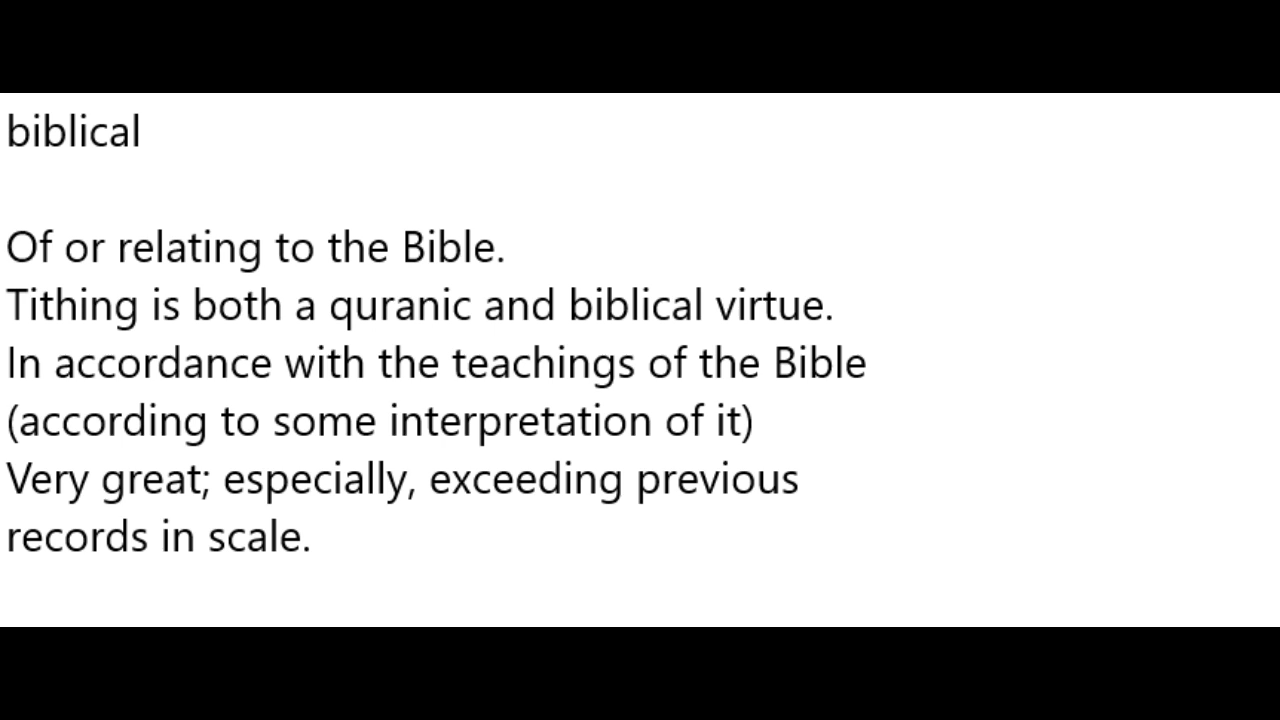 biblical
Of or relating to the Bible.
Tithing is both a quranic and biblical virtue.
In accordance with the teachings of the Bible
(according to some interpretation of it)
Very great; especially, exceeding previous
records in scale.